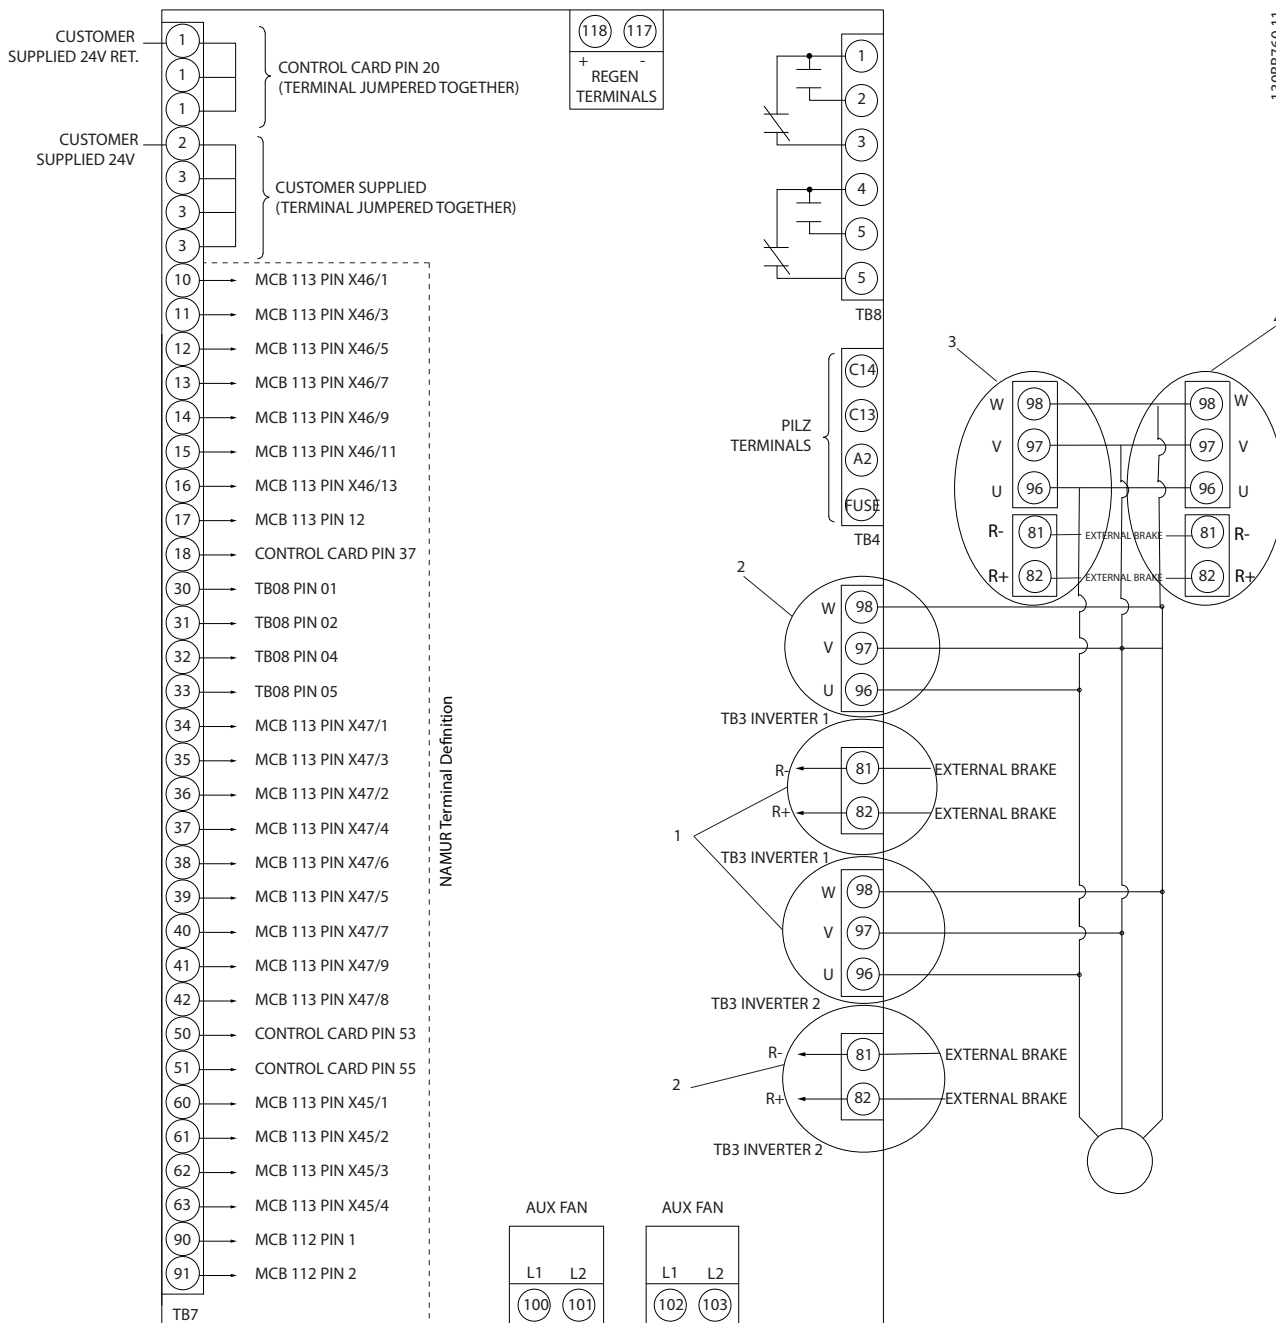 CUSTOMER
SUPPLIED 24V RET.
1
1
1
CONTROL CARD PIN 20
(TERMINAL JUMPERED TOGETHER)
CUSTOMER
SUPPLIED 24V
2
3
3
3
CUSTOMER SUPPLIED
(TERMINAL JUMPERED TOGETHER)
10 MCB 113 PIN X46/1
11 MCB 113 PIN X46/3
12 MCB 113 PIN X46/5
13 MCB 113 PIN X46/7
14 MCB 113 PIN X46/9
15 MCB 113 PIN X46/11
16 MCB 113 PIN X46/13
17 MCB 113 PIN 12
18 CONTROL CARD PIN 37
30 TB08 PIN 01
31 TB08 PIN 02
32 TB08 PIN 04
33 TB08 PIN 05
34 MCB 113 PIN X47/1
35 MCB 113 PIN X47/3
36 MCB 113 PIN X47/2
37 MCB 113 PIN X47/4
38 MCB 113 PIN X47/6
39 MCB 113 PIN X47/5
40 MCB 113 PIN X47/7
41 MCB 113 PIN X47/9
42 MCB 113 PIN X47/8
50 CONTROL CARD PIN 53
51 CONTROL CARD PIN 55
60 MCB 113 PIN X45/1
61 MCB 113 PIN X45/2
62 MCB 113 PIN X45/3
63 MCB 113 PIN X45/4
90 MCB 112 PIN 1
91 MCB 112 PIN 2
TB7
NAMUR Terminal Definition
118 117
+ -
REGEN
TERMINALS
1
2
3
4
5
5
TB8
PILZ
TERMINALS
C14
C13
A2
FUSE
TB4
2
W 98
V 97
U 96
TB3 INVERTER 1
1
R- 81 EXTERNAL BRAKE
R+ 82 EXTERNAL BRAKE
TB3 INVERTER 1
W 98
V 97
U 96
TB3 INVERTER 2
2
R- 81 EXTERNAL BRAKE
R+ 82 EXTERNAL BRAKE
TB3 INVERTER 2
3
W 98 98 W
V 97 97 V
U 96 96 U
R- 81 EXTERNAL BRAKE 81 R-
R+ 82 EXTERNAL BRAKE 82 R+
AUX FAN
L1 L2
100 101
AUX FAN
L1 L2
102 103